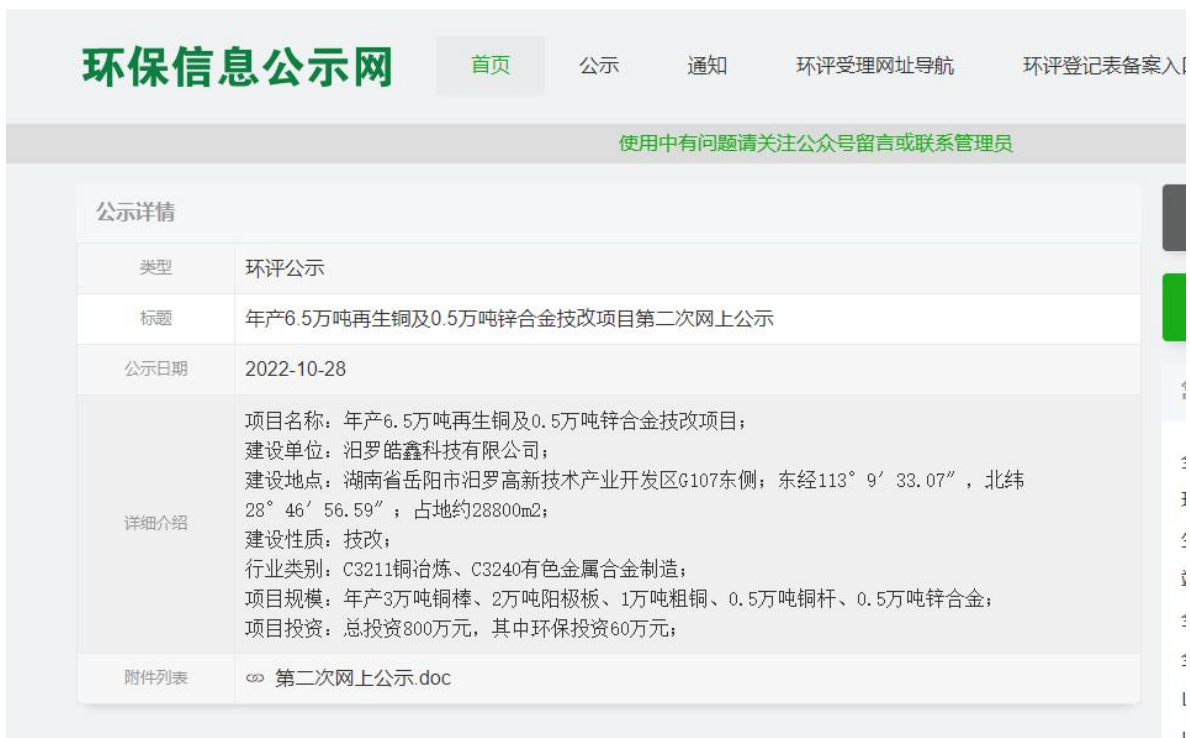 环保信息公示网
首页 公示 通知 环评受理网址导航 环评登记表备案入
使用中有问题请关注公众号留言或联系管理员
公示详情
类型 环评公示
标题 年产6.5万吨再生铜及0.5万吨锌合金技改项目第二次网上公示
公示日期 2022-10-28
详细介绍
项目名称：年产6.5万吨再生铜及0.5万吨锌合金技改项目；
建设单位：汨罗皓鑫科技有限公司；
建设地点：湖南省岳阳市汨罗高新技术产业开发区G107东侧；东经113°9′33.07″，北纬
28°46′56.59″；占地约28800m2；
建设性质：技改；
行业类别：C3211铜冶炼、C3240有色金属合金制造；
项目规模：年产3万吨铜棒、2万吨阳极板、1万吨粗铜、0.5万吨铜杆、0.5万吨锌合金；
项目投资：总投资800万元，其中环保投资60万元；
附件列表 第二次网上公示.doc